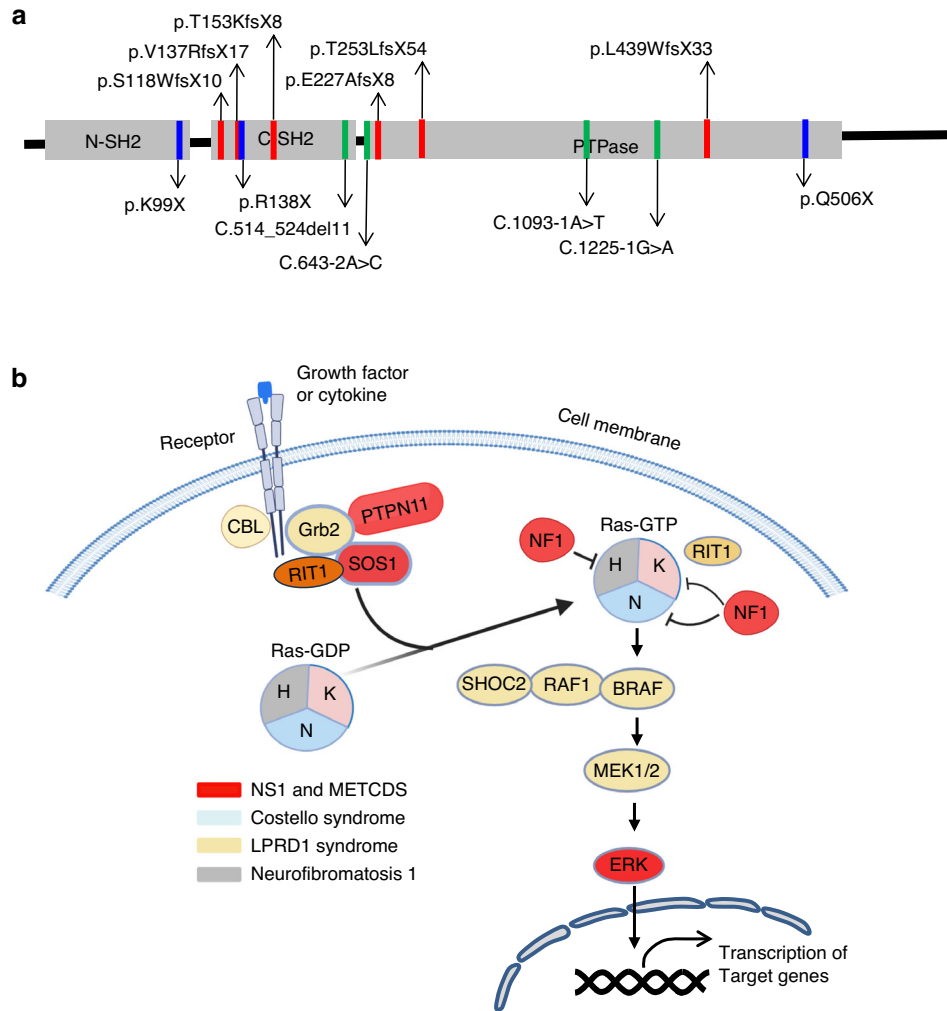 a
p.T153KfsX8
p.V137RfsX17
p.S118WfsX10
p.T253LfsX54
p.E227AfsX8
p.L439WfsX33
N-SH2
C-SH2
PTPase
p.K99X
p.R138X
C.514_524del11
C.643-2A>C
C.1093-1A>T
C.1225-1G>A
p.Q506X
b
Growth factor
or cytokine
Receptor
Cell membrane
CBL
Grb2
PTPN11
RIT1
SOS1
Ras-GTP
NF1
H
K
N
RIT1
NF1
Ras-GDP
H
K
N
SHOC2
RAF1
BRAF
MEK1/2
ERK
NS1 and METCDS
Costello syndrome
LPRD1 syndrome
Neurofibromatosis 1
Transcription of
Target genes